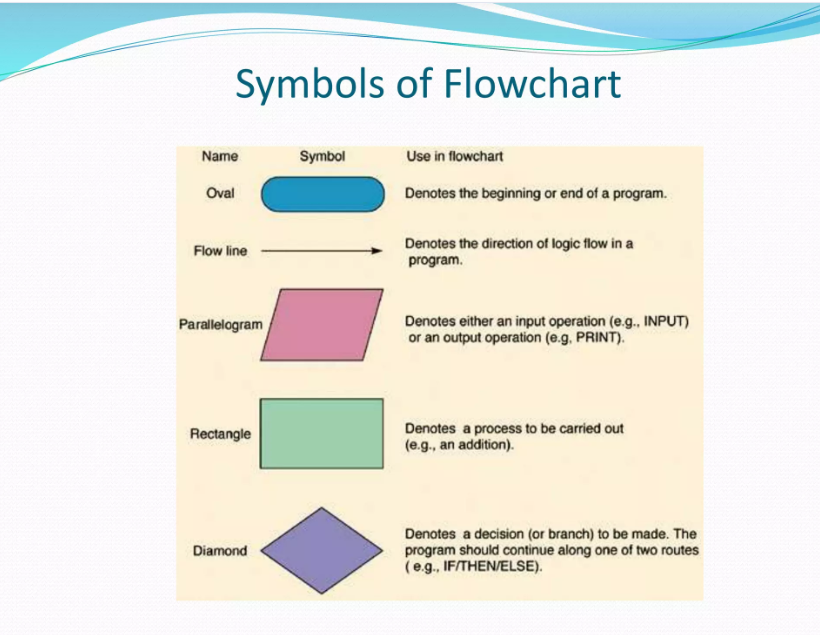 Symbols of Flowchart
Name Symbol Use in flowchart
Oval Denotes the beginning or end of a program.
Flow line Denotes the direction of logic flow in a
program.
Parallelogram Denotes either an input operation (e.g., INPUT)
or an output operation (e.g, PRINT).
Rectangle Denotes a process to be carried out
(e.g., an addition).
Diamond Denotes a decision (or branch) to be made. The
program should continue along one of two routes
( e.g., IF/THEN/ELSE).